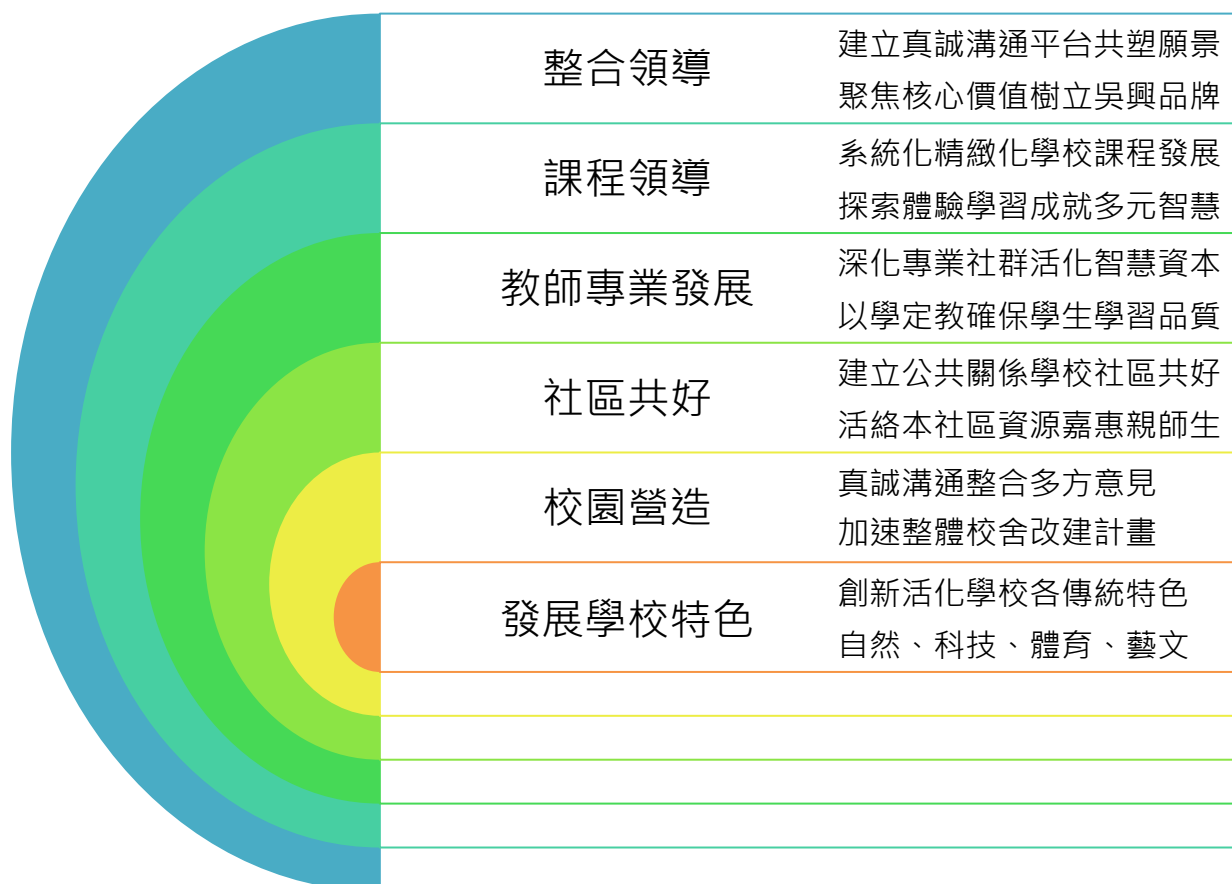 整合領導
建立真誠溝通平台共塑願景
聚焦核心價值樹立吳興品牌
課程領導
系統化精緻化學校課程發展
探索體驗學習成就多元智慧
教師專業發展
深化專業社群活化智慧資本
以學定教確保學生學習品質
社區共好
建立公共關係學校社區共好
活絡本社區資源嘉惠親師生
校園營造
真誠溝通整合多方意見
加速整體校舍改建計畫
發展學校特色
創新活化學校各傳統特色
自然、科技、體育、藝文